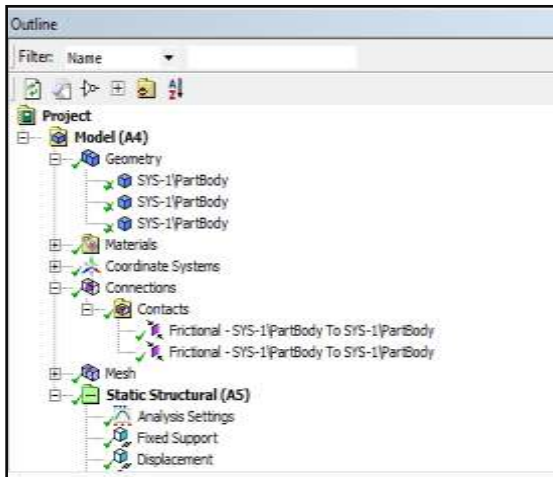 Outline
Filter: Name
Project
Model (A4)
Geometry
SYS-1\PartBody
SYS-1\PartBody
SYS-1\PartBody
Materials
Coordinate Systems
Connections
Contacts
Frictional - SYS-1\PartBody To SYS-1\PartBody
Frictional - SYS-1\PartBody To SYS-1\PartBody
Mesh
Static Structural (A5)
Analysis Settings
Fixed Support
Displacement